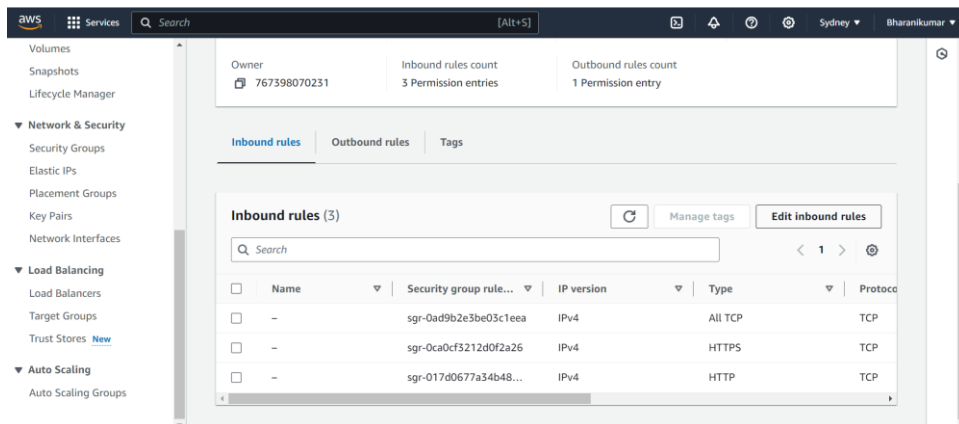 aws Services Search [Alt+S] Sydney Bharanikumar
Volumes
Snapshots
Lifecycle Manager
Network & Security
Security Groups
Elastic IPs
Placement Groups
Key Pairs
Network Interfaces
Load Balancing
Load Balancers
Target Groups
Trust Stores New
Auto Scaling
Auto Scaling Groups
Owner Inbound rules count Outbound rules count
767398070231 3 Permission entries 1 Permission entry
Inbound rules Outbound rules Tags
Inbound rules (3) Manage tags Edit inbound rules
Search 1
Name Security group rule... IP version Type Protoco
– sgr-0ad9b2e3be03c1eea IPv4 All TCP TCP
– sgr-0ca0cf3212d0f2a26 IPv4 HTTPS TCP
– sgr-017d0677a34b48... IPv4 HTTP TCP